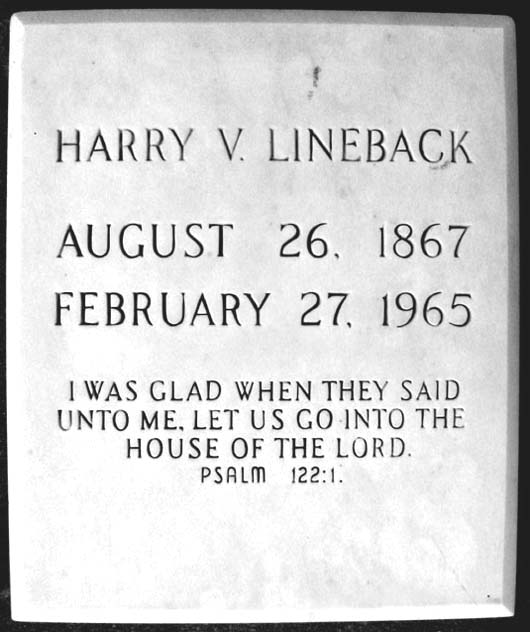 HARRY V. LINEBACK
AUGUST 26, 1867
FEBRUARY 27, 1965
I WAS GLAD WHEN THEY SAID
UNTO ME, LET US GO INTO THE
HOUSE OF THE LORD.
PSALM 122:1.